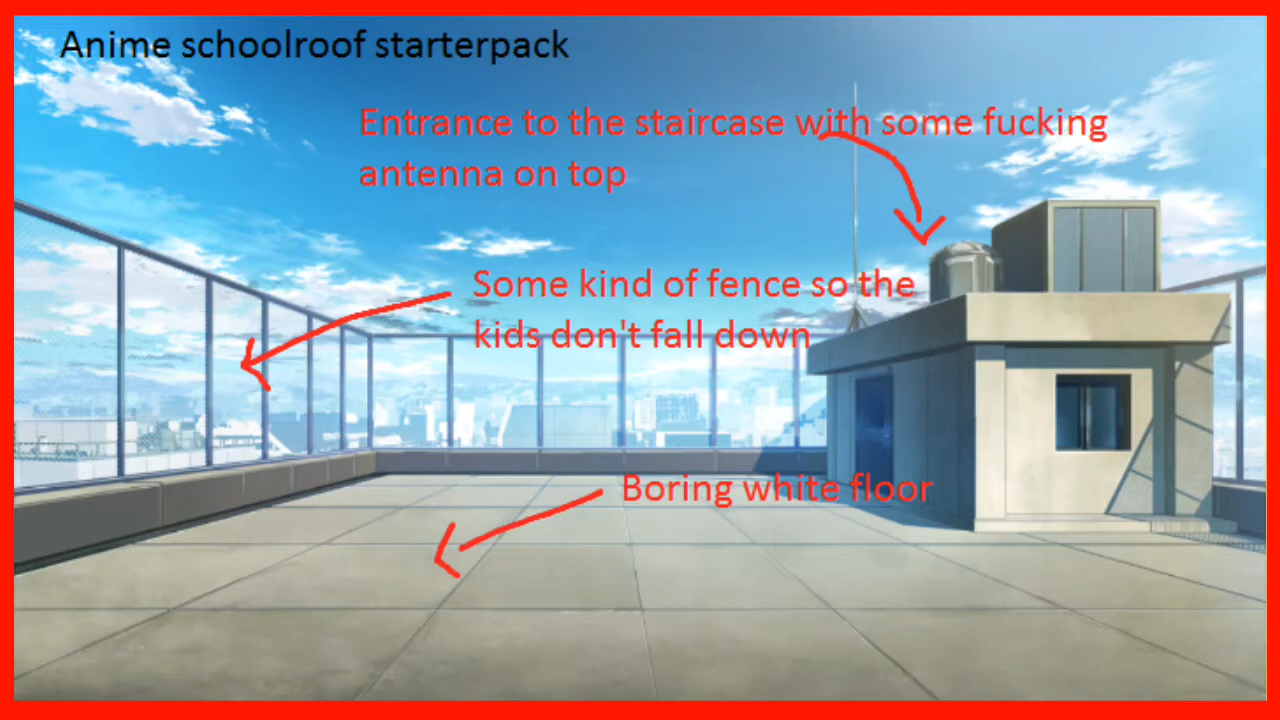 Anime schoolroof starterpack
Entrance to the staircase with some fucking
antenna on top
Some kind of fence so the
kids don't fall down
Boring white floor